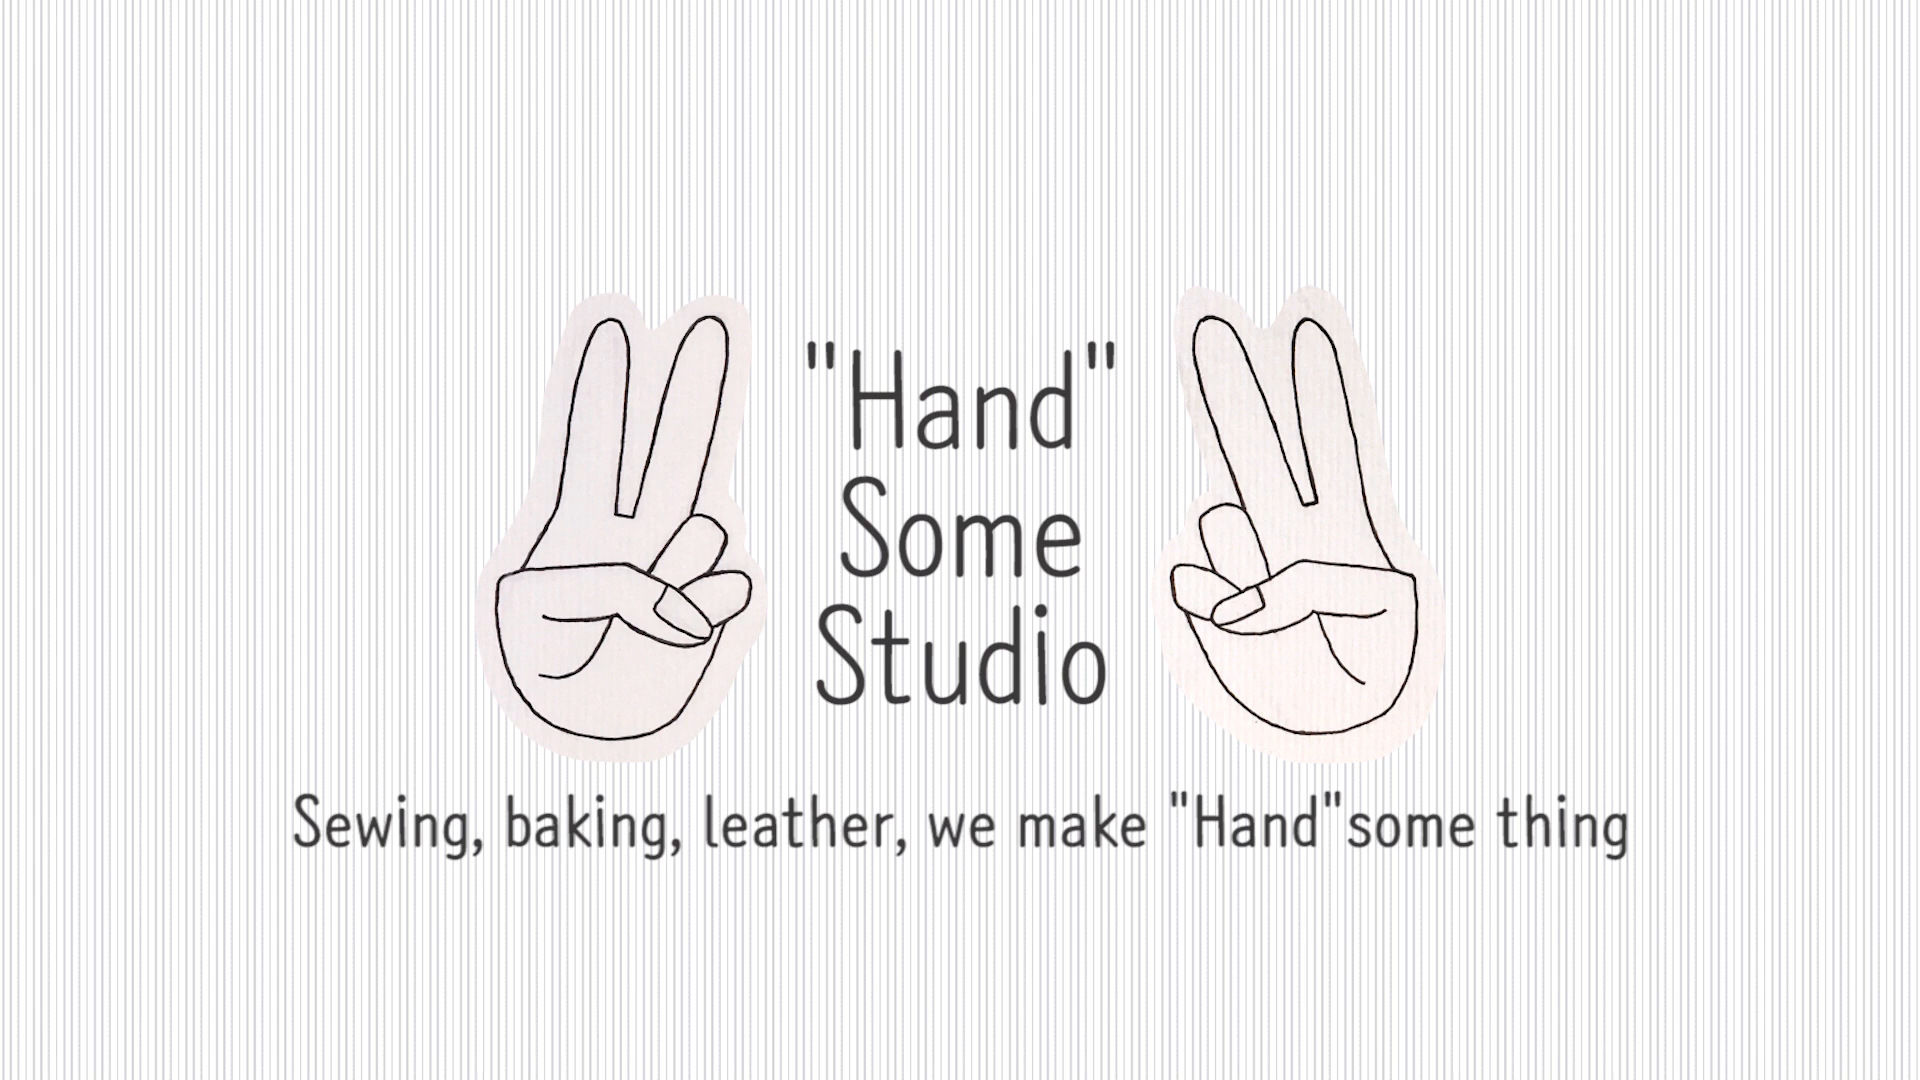 "Hand"
Some
Studio
Sewing, baking, leather, we make "Hand"some thing